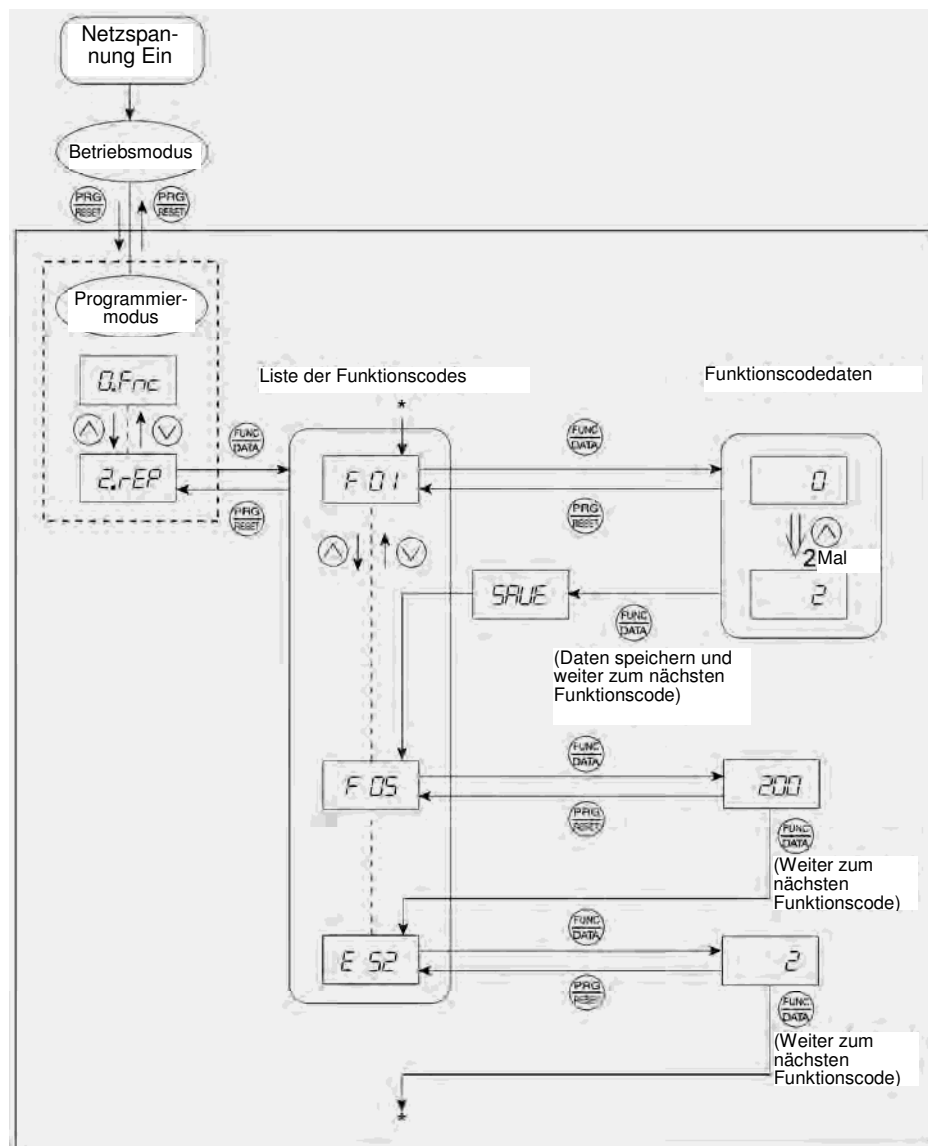 Netzspan-
nung Ein
Betriebsmodus
PRG
RESET
PRG
RESET
Programmier-
modus
0.Fnc
2.rEP
FUNC
DATA
PRG
RESET
Liste der Funktionscodes
*
F 01
FUNC
DATA
PRG
RESET
Funktionscodedaten
0
2 Mal
2
SAVE
FUNC
DATA
(Daten speichern und
weiter zum nächsten
Funktionscode)
F 05
FUNC
DATA
PRG
RESET
200
FUNC
DATA
(Weiter zum
nächsten
Funktionscode)
E 52
FUNC
DATA
PRG
RESET
2
FUNC
DATA
(Weiter zum
nächsten
Funktionscode)
*